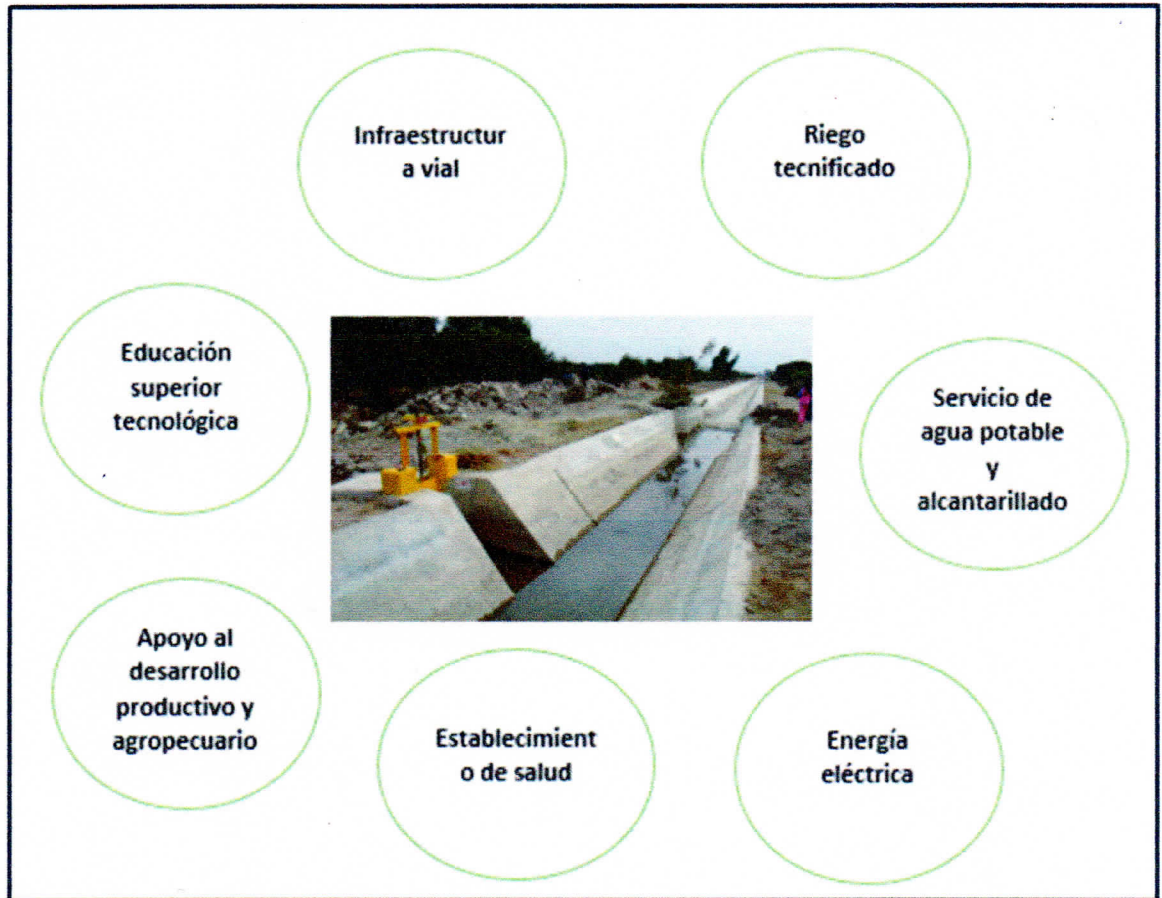 Infraestructur
a vial
Riego
tecnificado
Educación
superior
tecnológica
Servicio de
agua potable
y
alcantarillado
Apoyo al
desarrollo
productivo y
agropecuario
Establecimient
o de salud
Energía
eléctrica